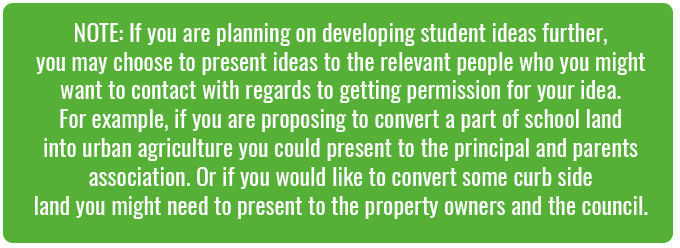 NOTE: If you are planning on developing student ideas further,
you may choose to present ideas to the relevant people who you might
want to contact with regards to getting permission for your idea.
For example, if you are proposing to convert a part of school land
into urban agriculture you could present to the principal and parents
association. Or if you would like to convert some curb side
land you might need to present to the property owners and the council.